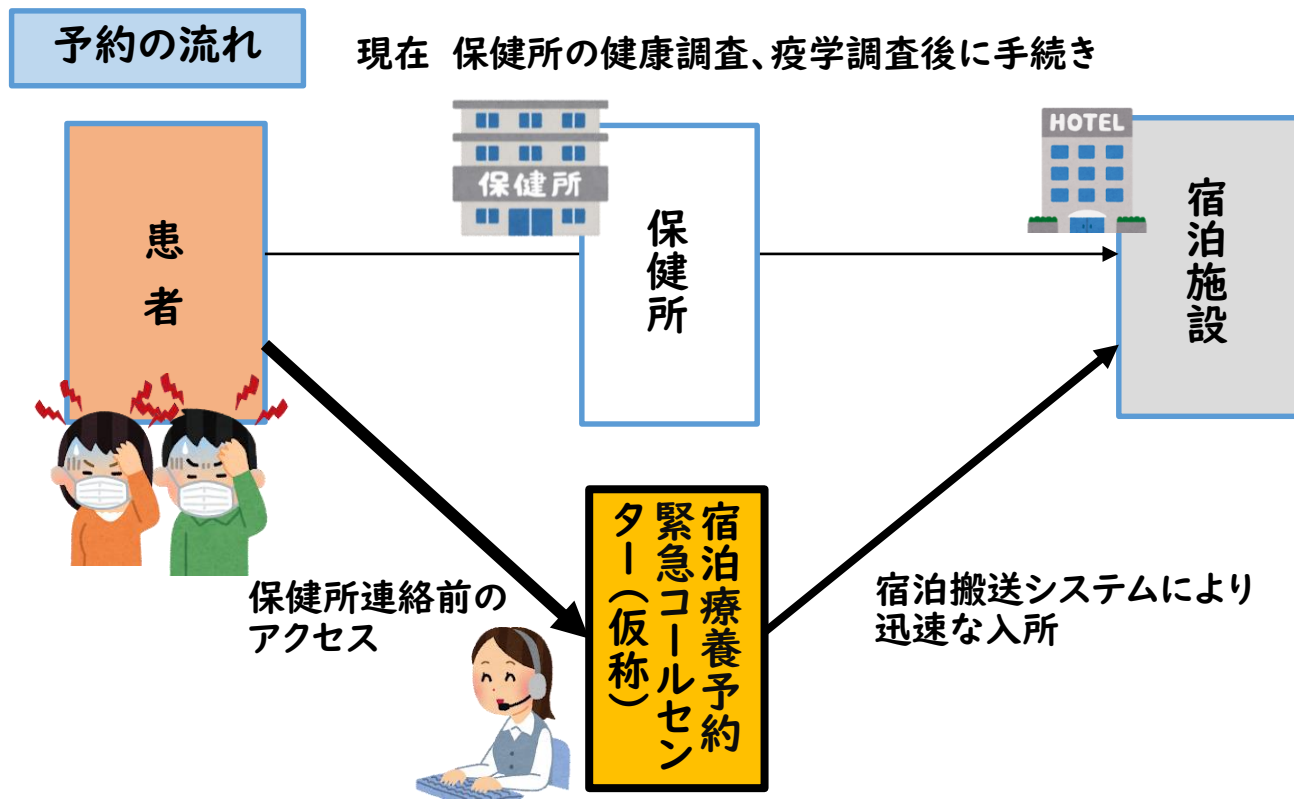 予約の流れ
現在 保健所の健康調査、疫学調査後に手続き
患者
保健所
保健所
HOTEL
宿泊施設
保健所連絡前の
アクセス
宿泊療養予約
緊急コールセン
ター(仮称)
宿泊搬送システムにより
迅速な入所